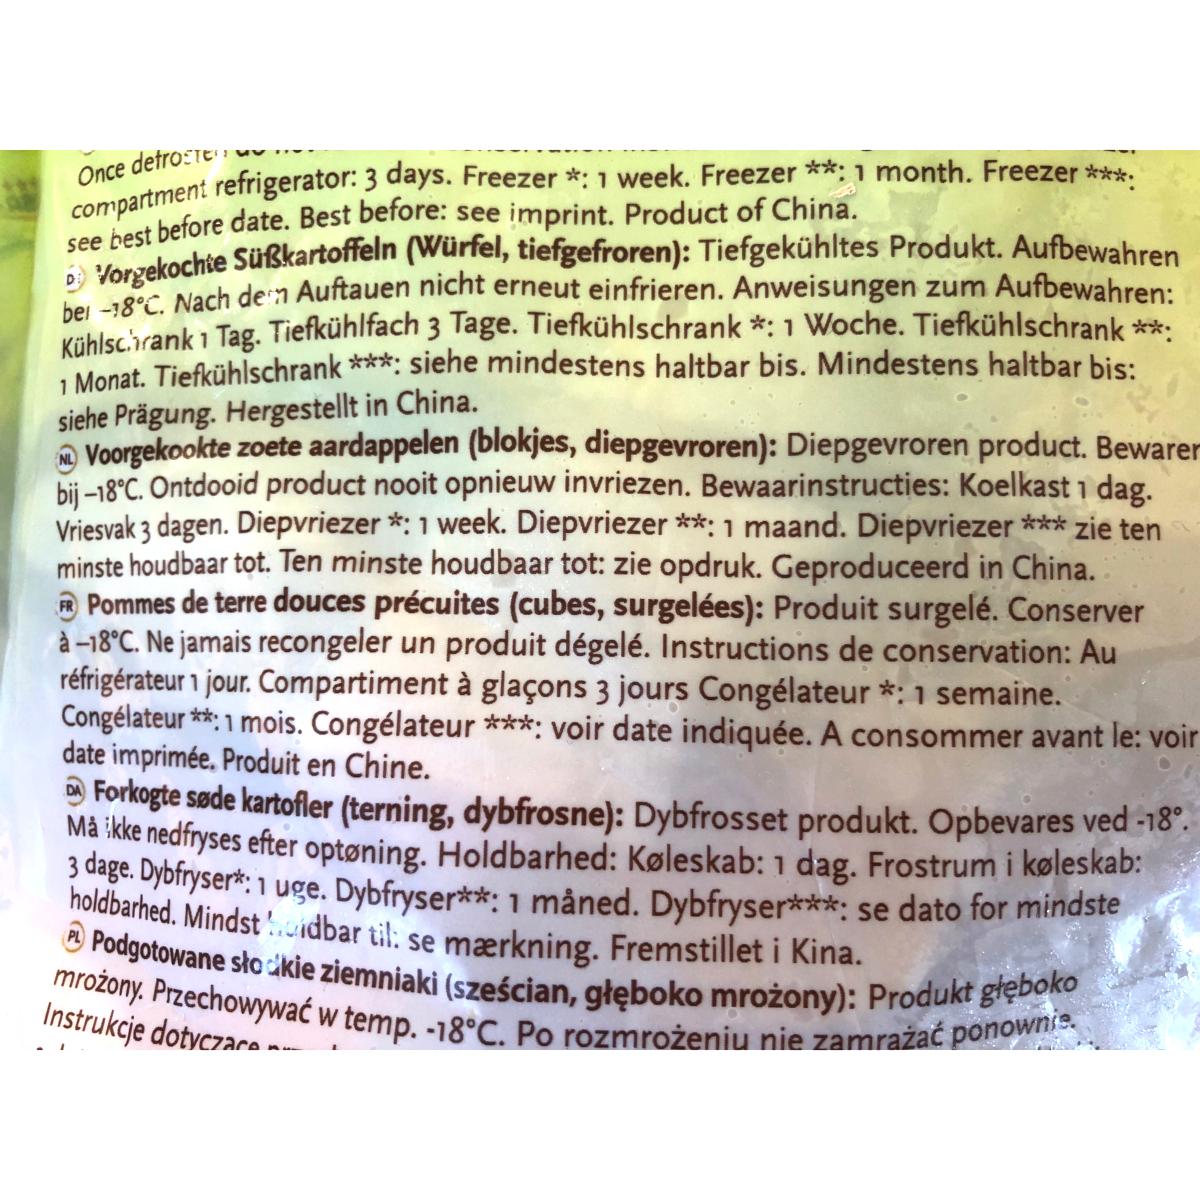 Once defrosted do not
compartment refrigerator: 3 days. Freezer *: 1 week. Freezer **: 1 month. Freezer ***:
see best before date. Best before: see imprint. Product of China.
DE Vorgekochte Süßkartoffeln (Würfel, tiefgefroren): Tiefgekühltes Produkt. Aufbewahren
bei –18°C. Nach dem Auftauen nicht erneut einfrieren. Anweisungen zum Aufbewahren:
Kühlschrank 1 Tag. Tiefkühlfach 3 Tage. Tiefkühlschrank *: 1 Woche. Tiefkühlschrank **:
1 Monat. Tiefkühlschrank ***: siehe mindestens haltbar bis. Mindestens haltbar bis:
siehe Prägung. Hergestellt in China.
NL Voorgekookte zoete aardappelen (blokjes, diepgevroren): Diepgevroren product. Bewaren
bij –18°C. Ontdooid product nooit opnieuw invriezen. Bewaarinstructies: Koelkast 1 dag.
Vriesvak 3 dagen. Diepvriezer *: 1 week. Diepvriezer **: 1 maand. Diepvriezer *** zie ten
minste houdbaar tot. Ten minste houdbaar tot: zie opdruk. Geproduceerd in China.
FR Pommes de terre douces précuites (cubes, surgelées): Produit surgelé. Conserver
à –18°C. Ne jamais recongeler un produit dégelé. Instructions de conservation: Au
réfrigérateur 1 jour. Compartiment à glaçons 3 jours Congélateur *: 1 semaine.
Congélateur **: 1 mois. Congélateur ***: voir date indiquée. A consommer avant le: voir
date imprimée. Produit en Chine.
DA Forkogte søde kartofler (terning, dybfrosne): Dybfrosset produkt. Opbevares ved -18°.
Må ikke nedfryses efter optøning. Holdbarhed: Køleskab: 1 dag. Frostrum i køleskab:
3 dage. Dybfryser*: 1 uge. Dybfryser**: 1 måned. Dybfryser***: se dato for mindste
holdbarhed. Mindst holdbar til: se mærkning. Fremstillet i Kina.
PL Podgotowane słodkie ziemniaki (sześcian, głęboko mrożony): Produkt głęboko
mrożony. Przechowywać w temp. -18°C. Po rozmrożeniu nie zamrażać ponownie.
Instrukcje dotyczące